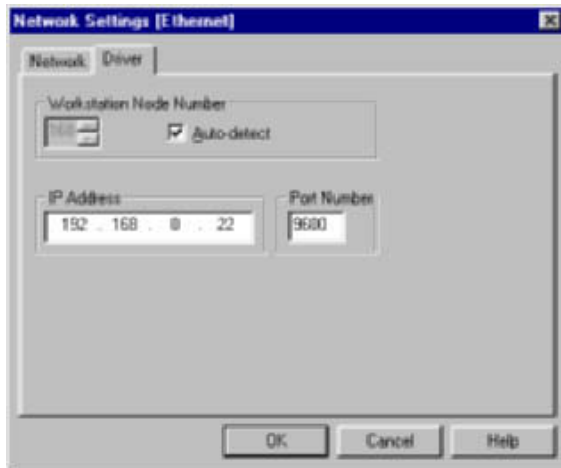 Network Settings [Ethernet]
Network Driver
Workstation Node Number
168 Auto-detect
IP Address Port Number
192 . 168 . 0 . 22 9600
OK Cancel Help